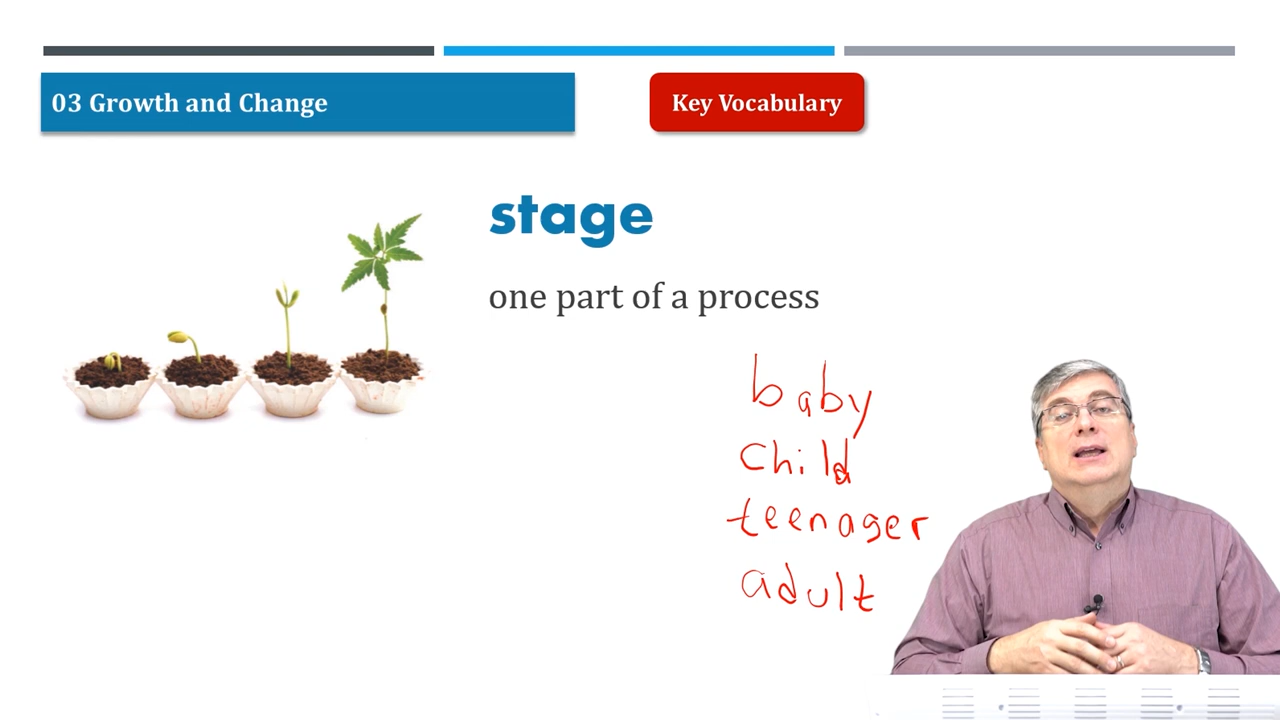 03 Growth and Change
Key Vocabulary
stage
one part of a process
baby
child
teenager
adult